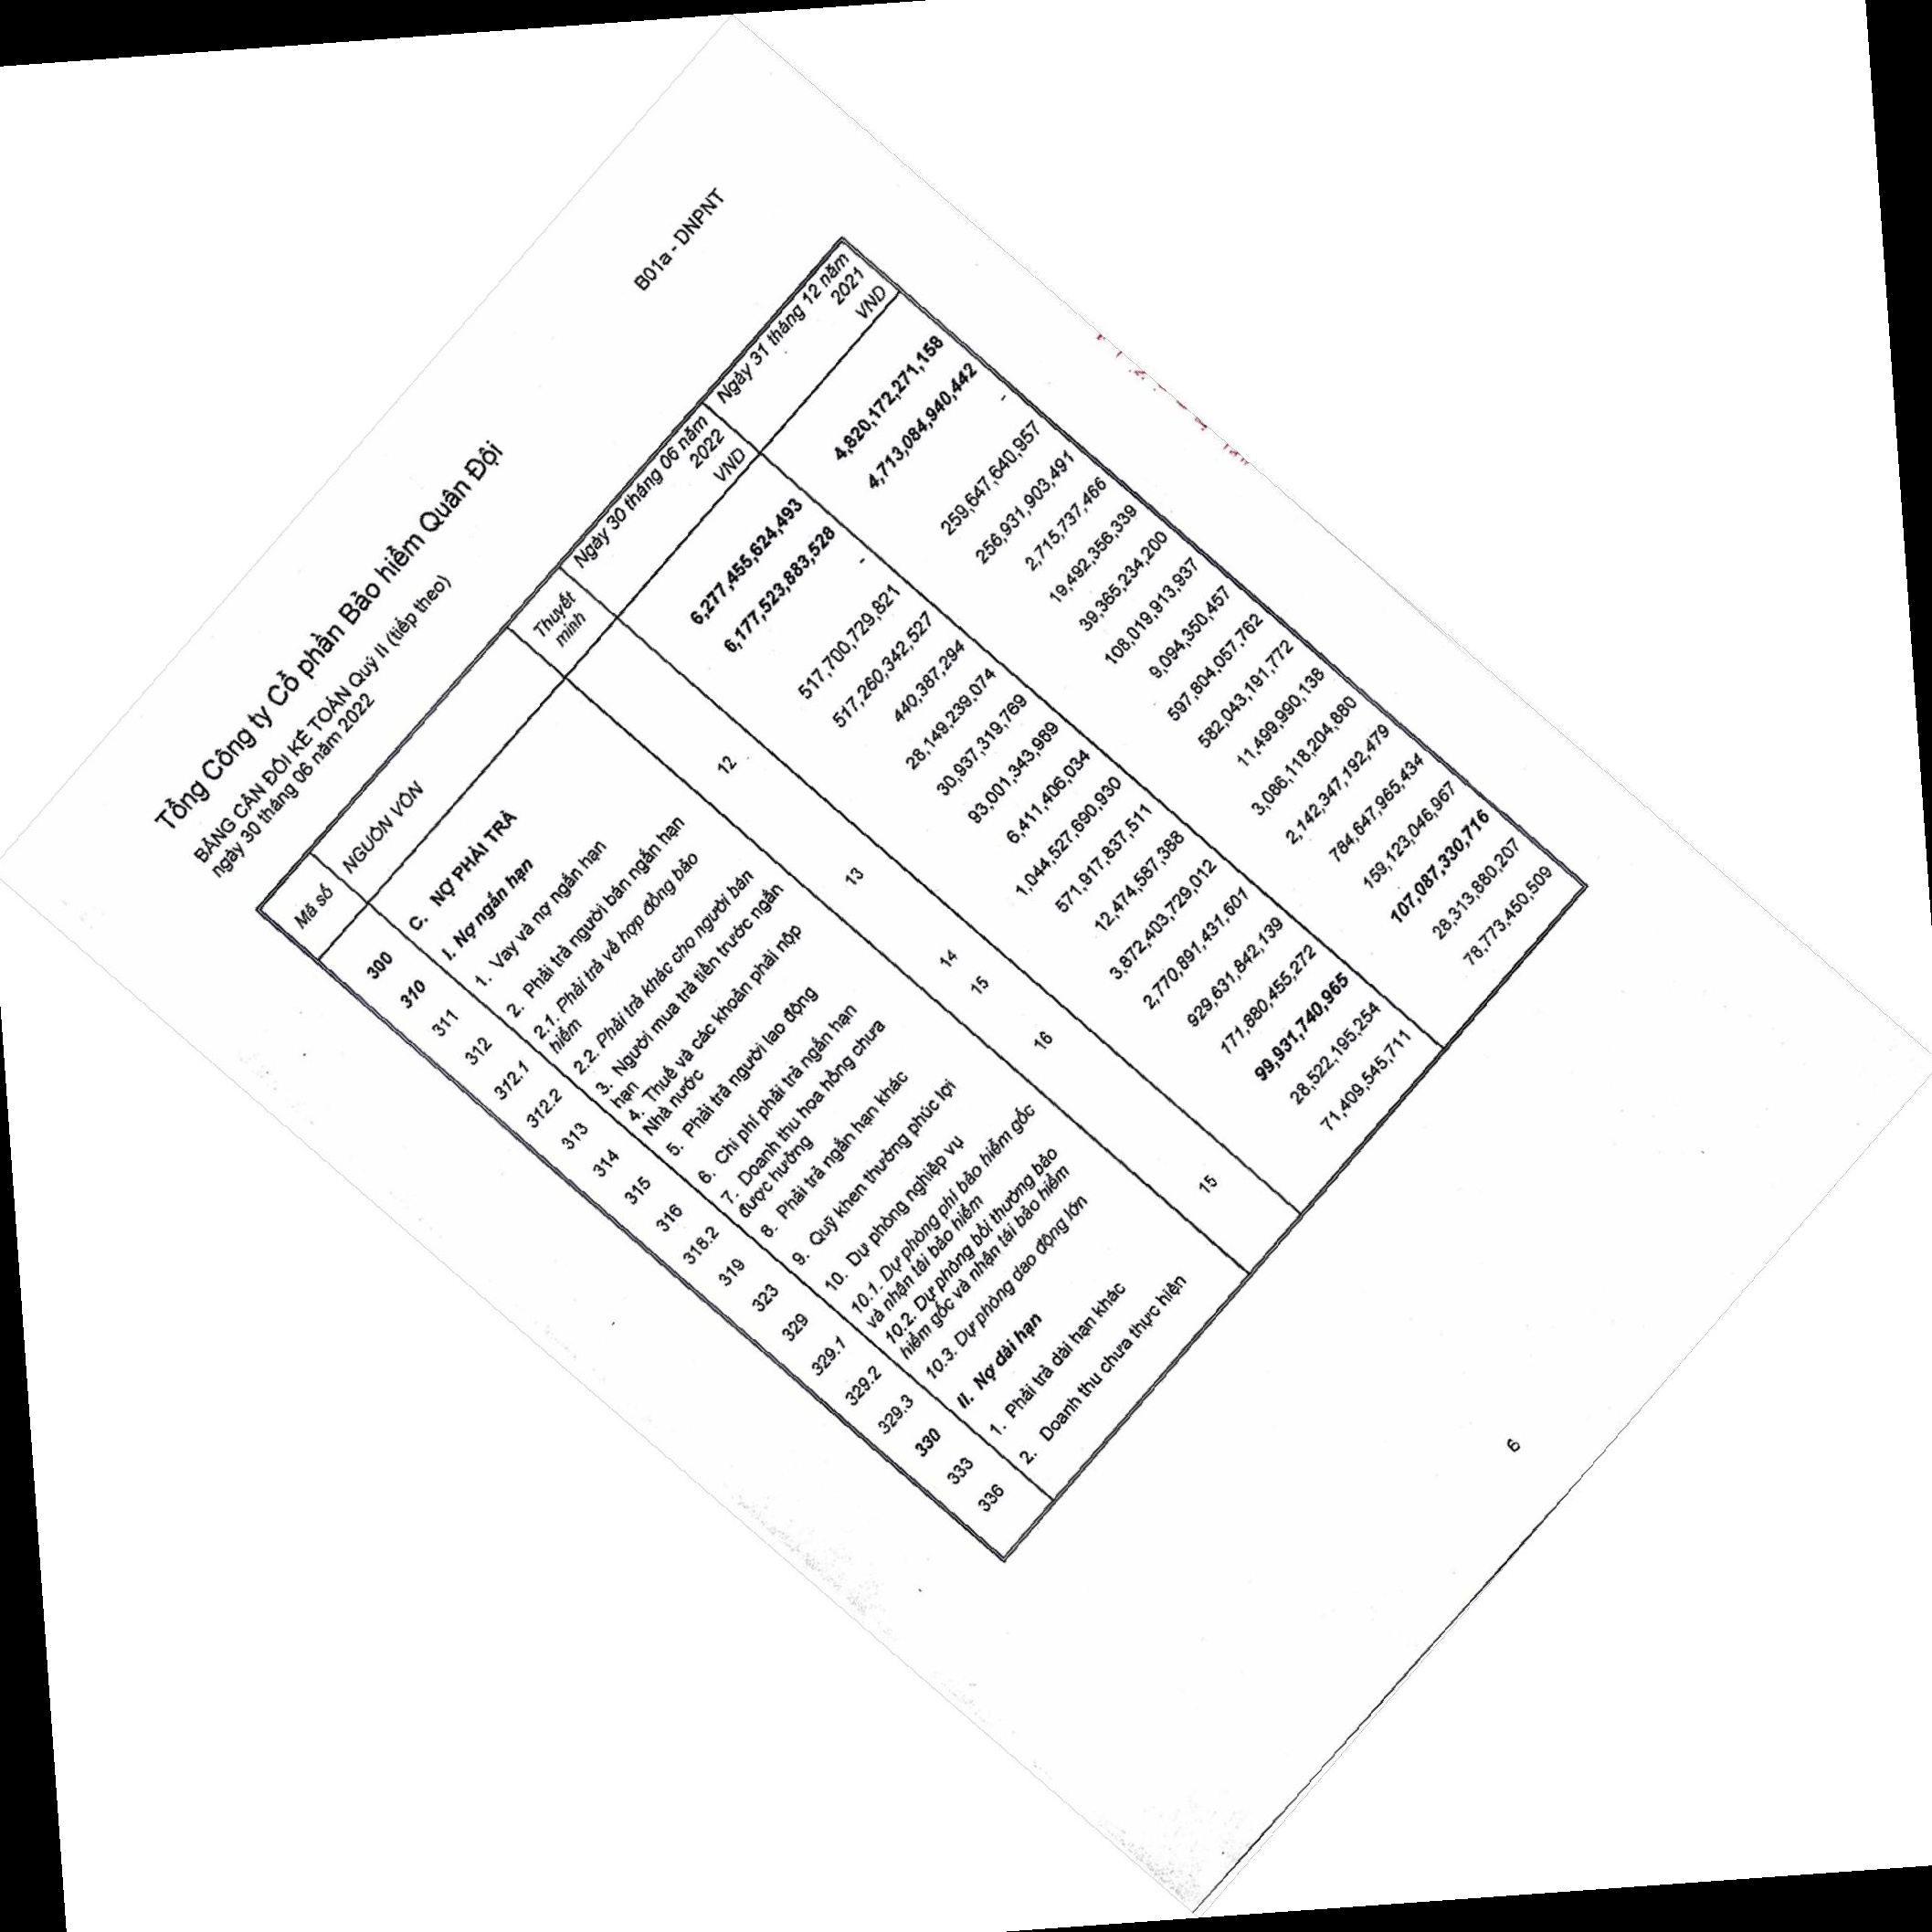 Tổng Công ty Cổ phần Bảo hiểm Quân Đội
BẢNG CÂN ĐỐI KẾ TOÁN Quý II (tiếp theo)
ngày 30 tháng 06 năm 2022
B01a - DNPNT
Mã số NGUỒN VỐN Thuyết minh Ngày 30 tháng 06 năm 2022 VND Ngày 31 tháng 12 năm 2021 VND
300 C. NỢ PHẢI TRẢ 6,277,455,624,493 4,820,172,271,158
310 I. Nợ ngắn hạn 6,177,523,883,528 4,713,084,940,442
311 1. Vay và nợ ngắn hạn - -
312 2. Phải trả người bán ngắn hạn 12 517,700,729,821 259,647,640,957
312.1 2.1. Phải trả về hợp đồng bảo hiểm 517,260,342,527 256,931,903,491
312.2 2.2. Phải trả khác cho người bán 440,387,294 2,715,737,466
313 3. Người mua trả tiền trước ngắn hạn 28,149,239,074 19,492,356,339
314 4. Thuế và các khoản phải nộp Nhà nước 13 30,937,319,769 39,365,234,200
315 5. Phải trả người lao động 93,001,343,989 108,019,913,937
316 6. Chi phí phải trả ngắn hạn 6,411,406,034 9,094,350,457
318.2 7. Doanh thu hoa hồng chưa được hưởng 14 1,044,527,690,930 597,804,057,762
319 8. Phải trả ngắn hạn khác 15 571,917,837,511 582,043,191,772
323 9. Quỹ khen thưởng phúc lợi 12,474,587,388 11,499,990,138
329 10. Dự phòng nghiệp vụ 16 3,872,403,729,012 3,086,118,204,880
329.1 10.1. Dự phòng phí bảo hiểm gốc và nhận tái bảo hiểm 2,770,891,431,601 2,142,347,192,479
329.2 10.2. Dự phòng bồi thường bảo hiểm gốc và nhận tái bảo hiểm 929,631,842,139 784,647,965,434
329.3 10.3. Dự phòng dao động lớn 171,880,455,272 159,123,046,967
330 II. Nợ dài hạn 99,931,740,965 107,087,330,716
333 1. Phải trả dài hạn khác 15 28,522,195,254 28,313,880,207
336 2. Doanh thu chưa thực hiện 71,409,545,711 78,773,450,509
6